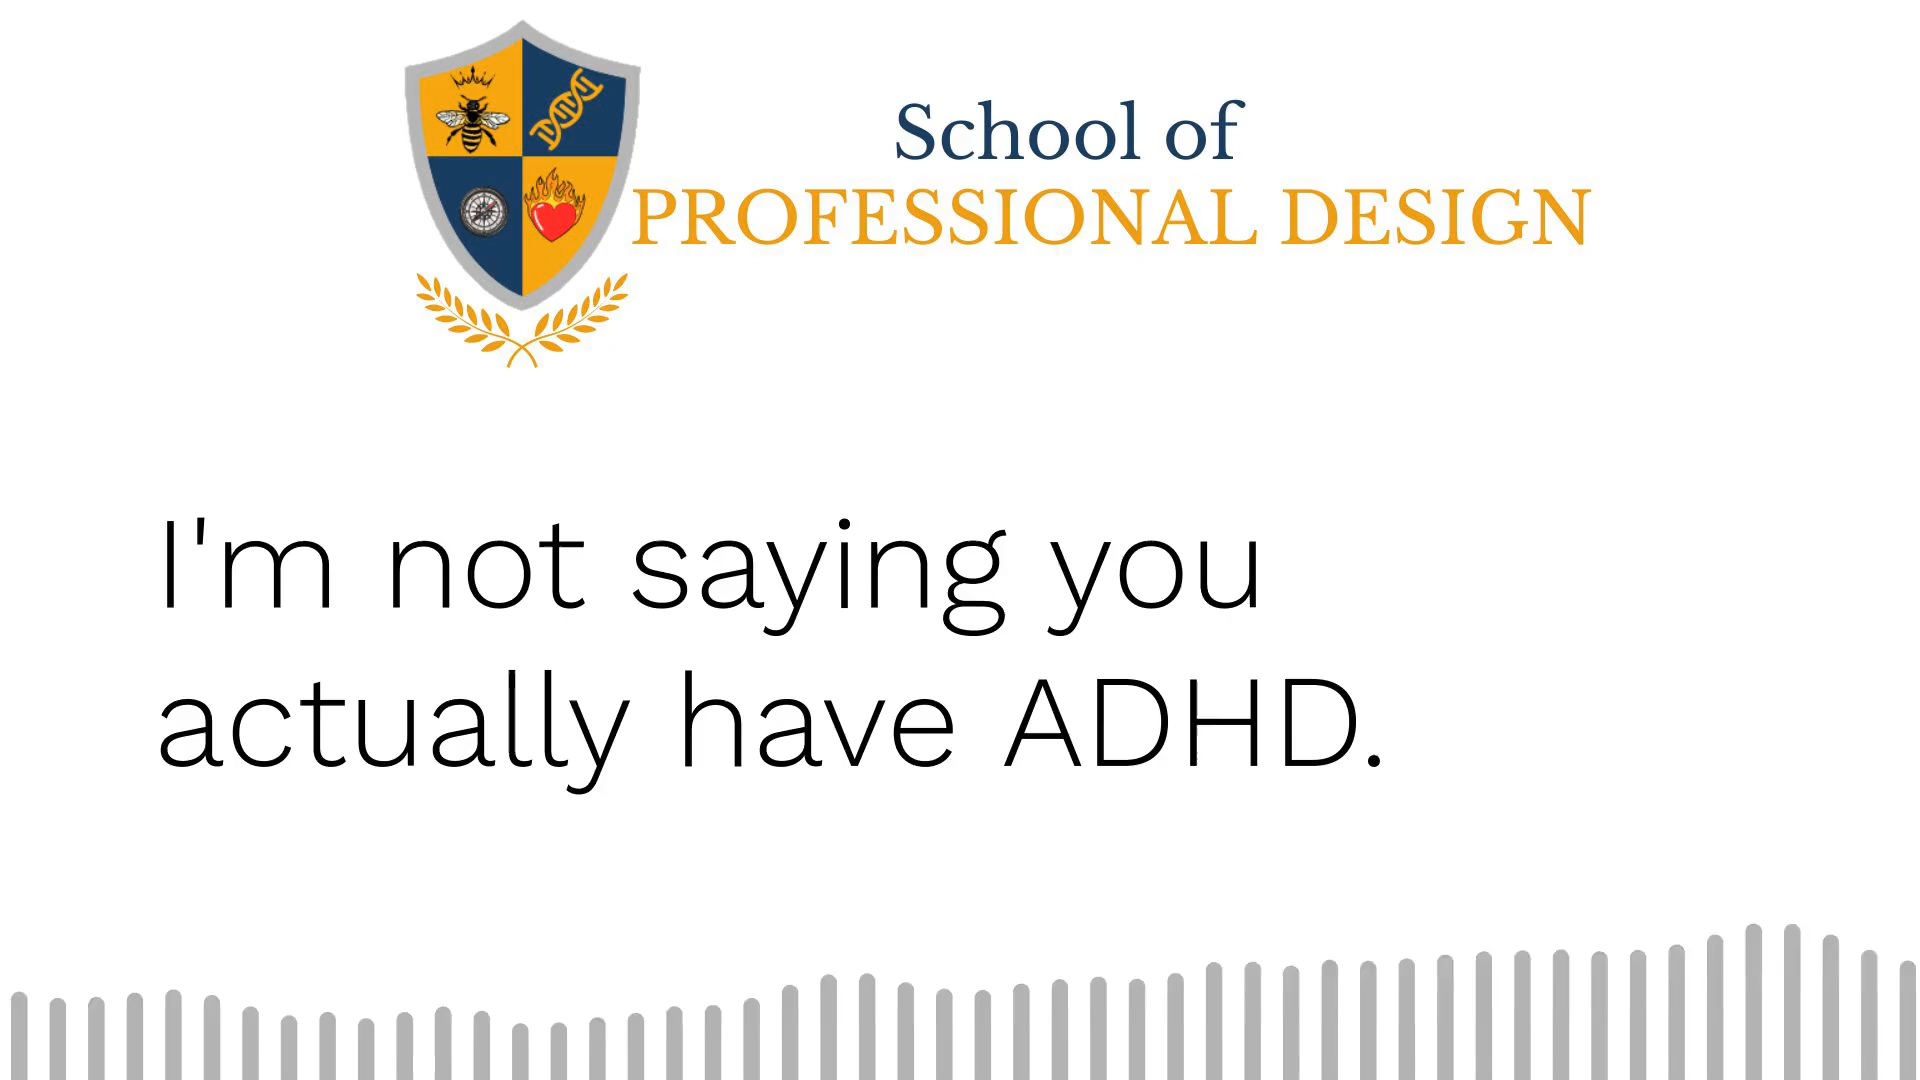 School of
PROFESSIONAL DESIGN
I'm not saying you
actually have ADHD.